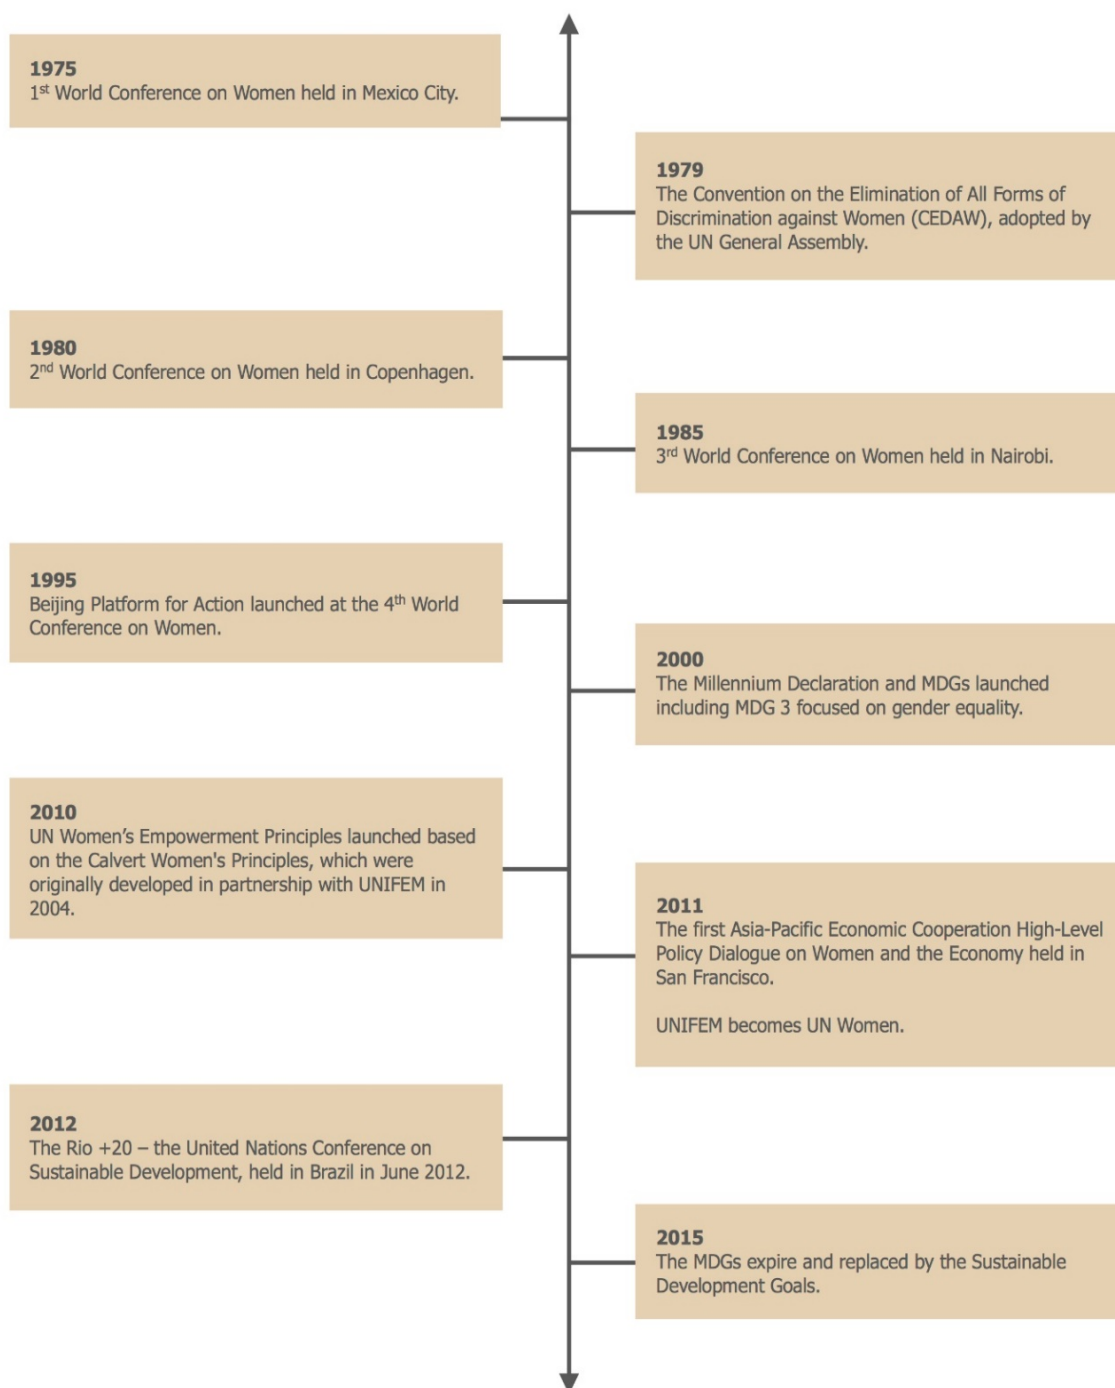 1975
1st World Conference on Women held in Mexico City.
1979
The Convention on the Elimination of All Forms of
Discrimination against Women (CEDAW), adopted by
the UN General Assembly.
1980
2nd World Conference on Women held in Copenhagen.
1985
3rd World Conference on Women held in Nairobi.
1995
Beijing Platform for Action launched at the 4th World
Conference on Women.
2000
The Millennium Declaration and MDGs launched
including MDG 3 focused on gender equality.
2010
UN Women’s Empowerment Principles launched based
on the Calvert Women's Principles, which were
originally developed in partnership with UNIFEM in
2004.
2011
The first Asia-Pacific Economic Cooperation High-Level
Policy Dialogue on Women and the Economy held in
San Francisco.
UNIFEM becomes UN Women.
2012
The Rio +20 – the United Nations Conference on
Sustainable Development, held in Brazil in June 2012.
2015
The MDGs expire and replaced by the Sustainable
Development Goals.